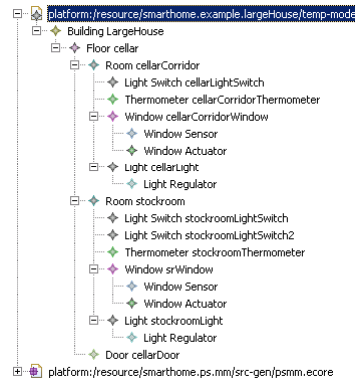 platform:/resource/smarthome.example.largeHouse/temp-mode
Building LargeHouse
Floor cellar
Room cellarCorridor
Light Switch cellarLightSwitch
Thermometer cellarCorridorThermometer
Window cellarCorridorWindow
Window Sensor
Window Actuator
Light cellarLight
Light Regulator
Room stockroom
Light Switch stockroomLightSwitch
Light Switch stockroomLightSwitch2
Thermometer stockroomThermometer
Window srWindow
Window Sensor
Window Actuator
Light stockroomLight
Light Regulator
Door cellarDoor
platform:/resource/smarthome.ps.mm/src-gen/psmm.ecore